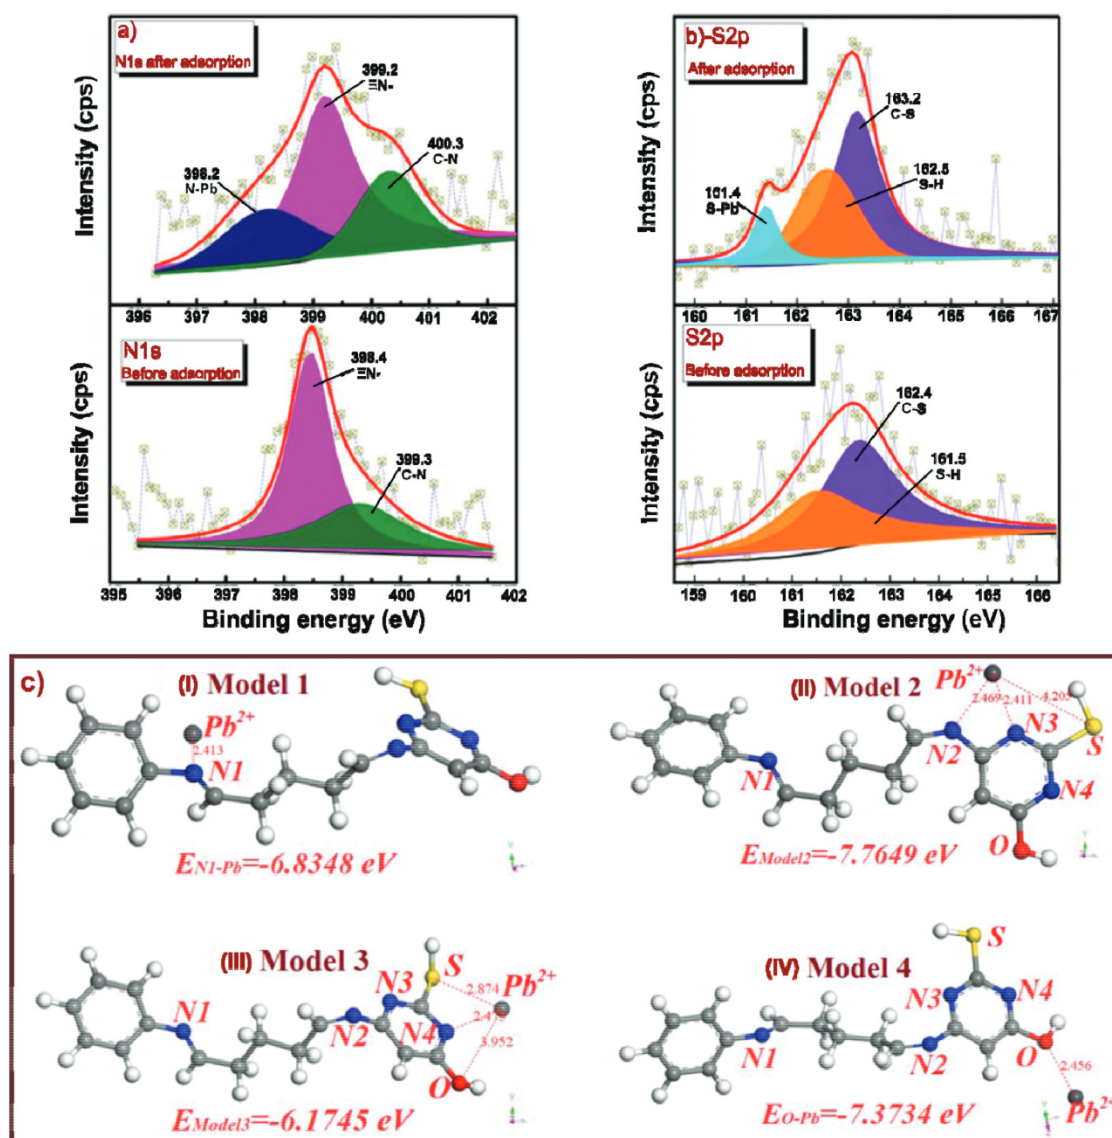 a)
N1s after adsorption
399.2
ΞN-
400.3
C-N
398.2
N-Pb
Intensity (cps)
396 397 398 399 400 401 402
N1s
Before adsorption
398.4
ΞN-
399.3
C-N
Intensity (cps)
395 396 397 398 399 400 401 402
Binding energy (eV)
b)-S2p
After adsorption
163.2
C-S
162.5
S-H
161.4
S-Pb
Intensity (cps)
160 161 162 163 164 165 166 167
S2p
Before adsorption
162.4
C-S
161.5
S-H
Intensity (cps)
159 160 161 162 163 164 165 166
Binding energy (eV)
c)
(I) Model 1
Pb2+
2.413
N1
EN1-Pb=-6.8348 eV
(II) Model 2
Pb2+
2.469 2.411 4.205
N1 N2 N3 S
N4
O
EModel2=-7.7649 eV
(III) Model 3
S
N3 2.874 Pb2+
N1 N2 N4
3.952
O
EModel3=-6.1745 eV
(IV) Model 4
S
N3 N4
N1 N2 O
2.456
Pb2+
EO-Pb=-7.3734 eV